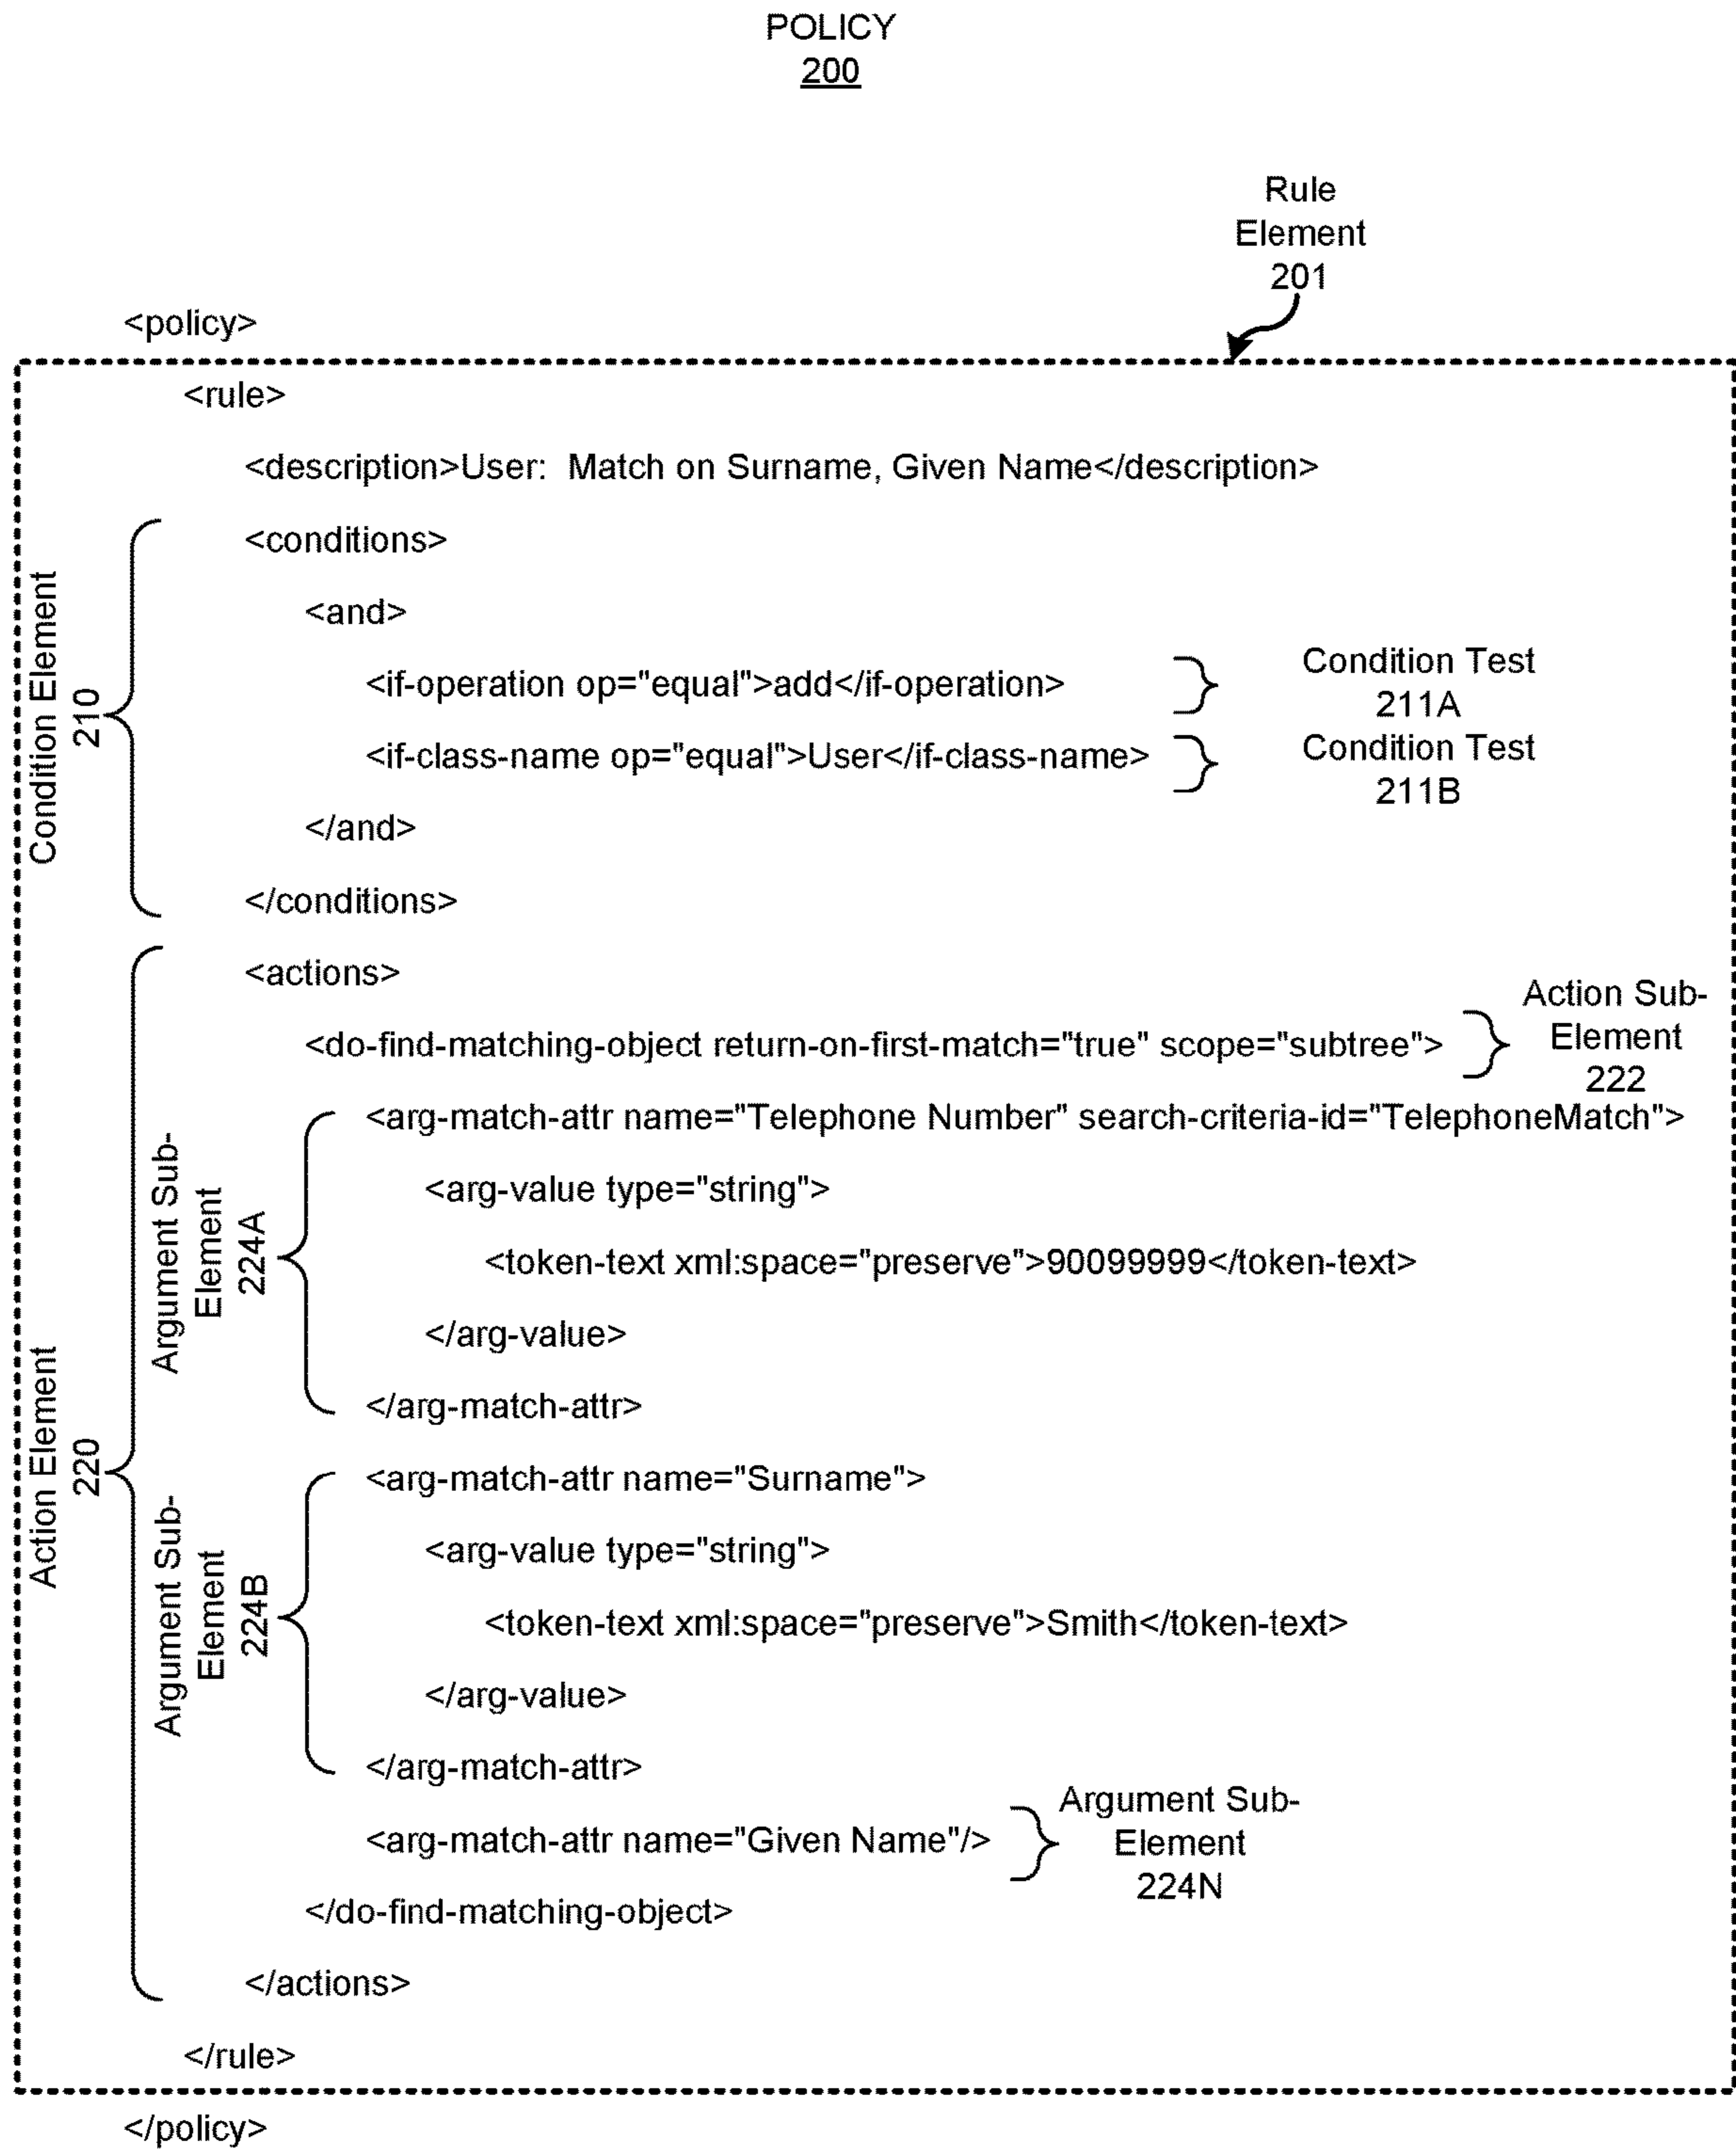 POLICY
200
Rule
Element
201
<policy>
<rule>
<description>User:  Match on Surname, Given Name</description>
Condition Element
210
<conditions>
<and>
<if-operation op="equal">add</if-operation>
Condition Test
211A
<if-class-name op="equal">User</if-class-name>
Condition Test
211B
</and>
</conditions>
Action Element
220
<actions>
<do-find-matching-object return-on-first-match="true" scope="subtree">
Action Sub-
Element
222
Argument Sub-
Element
224A
<arg-match-attr name="Telephone Number" search-criteria-id="TelephoneMatch">
<arg-value type="string">
<token-text xml:space="preserve">90099999</token-text>
</arg-value>
</arg-match-attr>
Argument Sub-
Element
224B
<arg-match-attr name="Surname">
<arg-value type="string">
<token-text xml:space="preserve">Smith</token-text>
</arg-value>
</arg-match-attr>
<arg-match-attr name="Given Name"/>
Argument Sub-
Element
224N
</do-find-matching-object>
</actions>
</rule>
</policy>